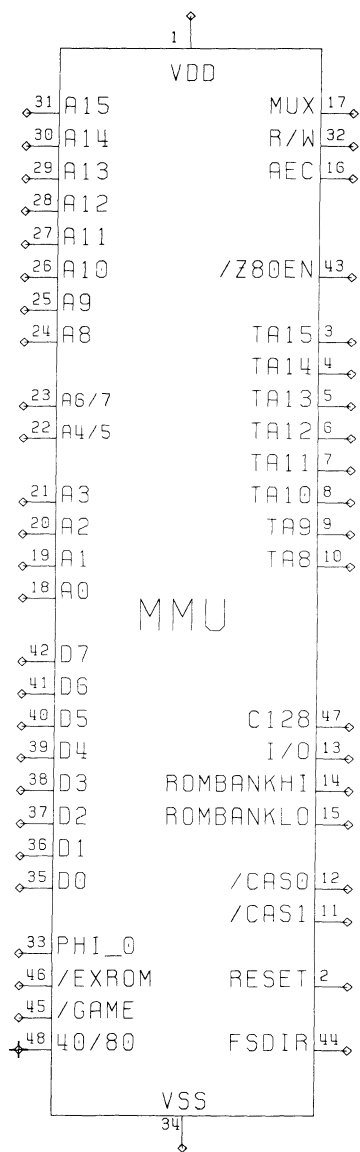 1
VDD
31 A15 MUX 17
30 A14 R/W 32
29 A13 AEC 16
28 A12
27 A11
26 A10 /Z80EN 43
25 A9
24 A8 TA15 3
TA14 4
23 A6/7 TA13 5
22 A4/5 TA12 6
TA11 7
21 A3 TA10 8
20 A2 TA9 9
19 A1 TA8 10
18 A0
MMU
42 D7
41 D6
40 D5 C128 47
39 D4 I/O 13
38 D3 ROMBANKHI 14
37 D2 ROMBANKLO 15
36 D1
35 D0 /CAS0 12
/CAS1 11
33 PHI_0
46 /EXROM RESET 2
45 /GAME
48 40/80 FSDIR 44
VSS
34